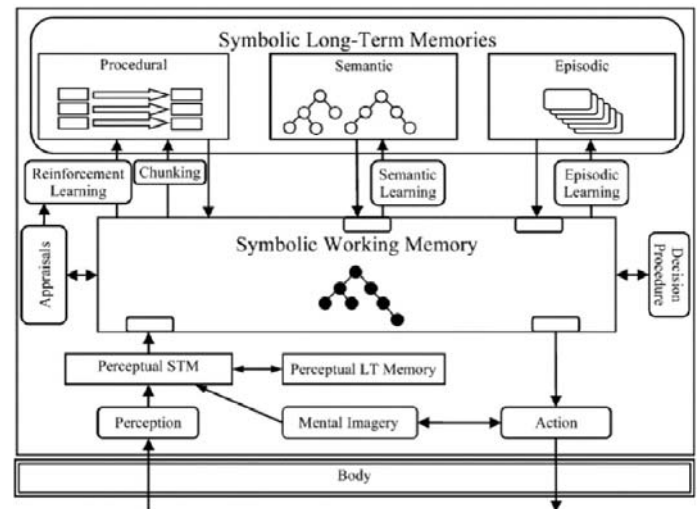 Symbolic Long-Term Memories
Procedural
Semantic
Episodic
Reinforcement
Learning
Chunking
Semantic
Learning
Episodic
Learning
Symbolic Working Memory
Appraisals
Decision
Procedure
Perceptual STM
Perceptual LT Memory
Perception
Mental Imagery
Action
Body